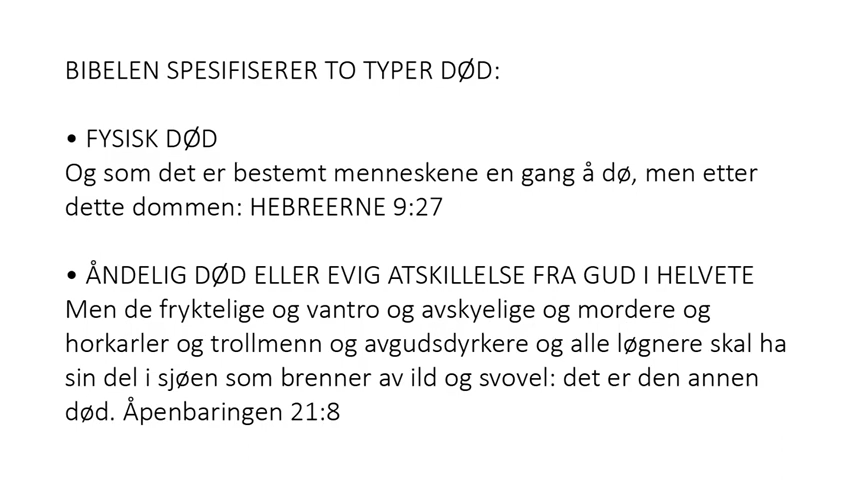 BIBELEN SPESIFISERER TO TYPER DØD:
• FYSISK DØD
Og som det er bestemt menneskene en gang å dø, men etter
dette dommen: HEBREERNE 9:27
• ÅNDELIG DØD ELLER EVIG ATSKILLELSE FRA GUD I HELVETE
Men de fryktelige og vantro og avskyelige og mordere og
horkarler og trollmenn og avgudsdyrkere og alle løgnere skal ha
sin del i sjøen som brenner av ild og svovel: det er den annen
død. Åpenbaringen 21:8